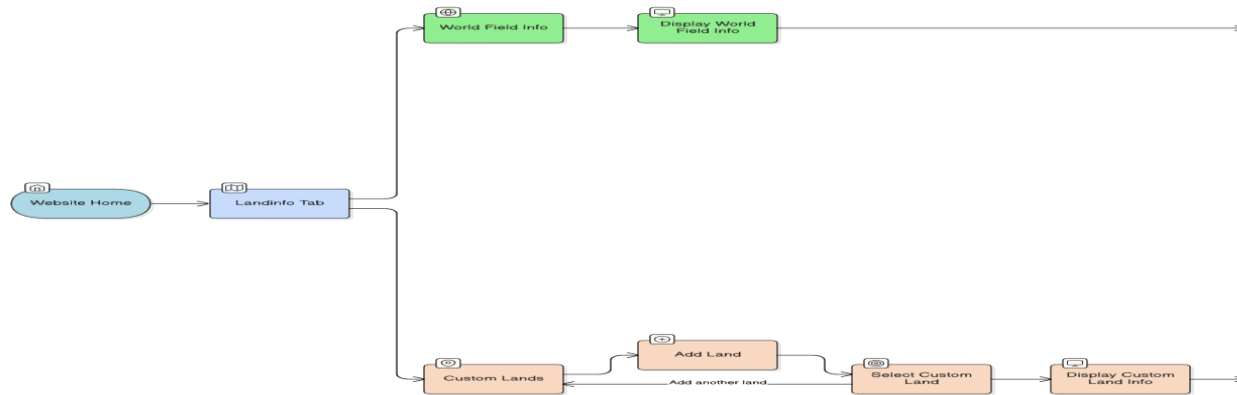 World Field Info
Display World
Field Info
Website Home
Landinfo Tab
Add Land
Custom Lands
Add another land
Select Custom
Land
Display Custom
Land Info